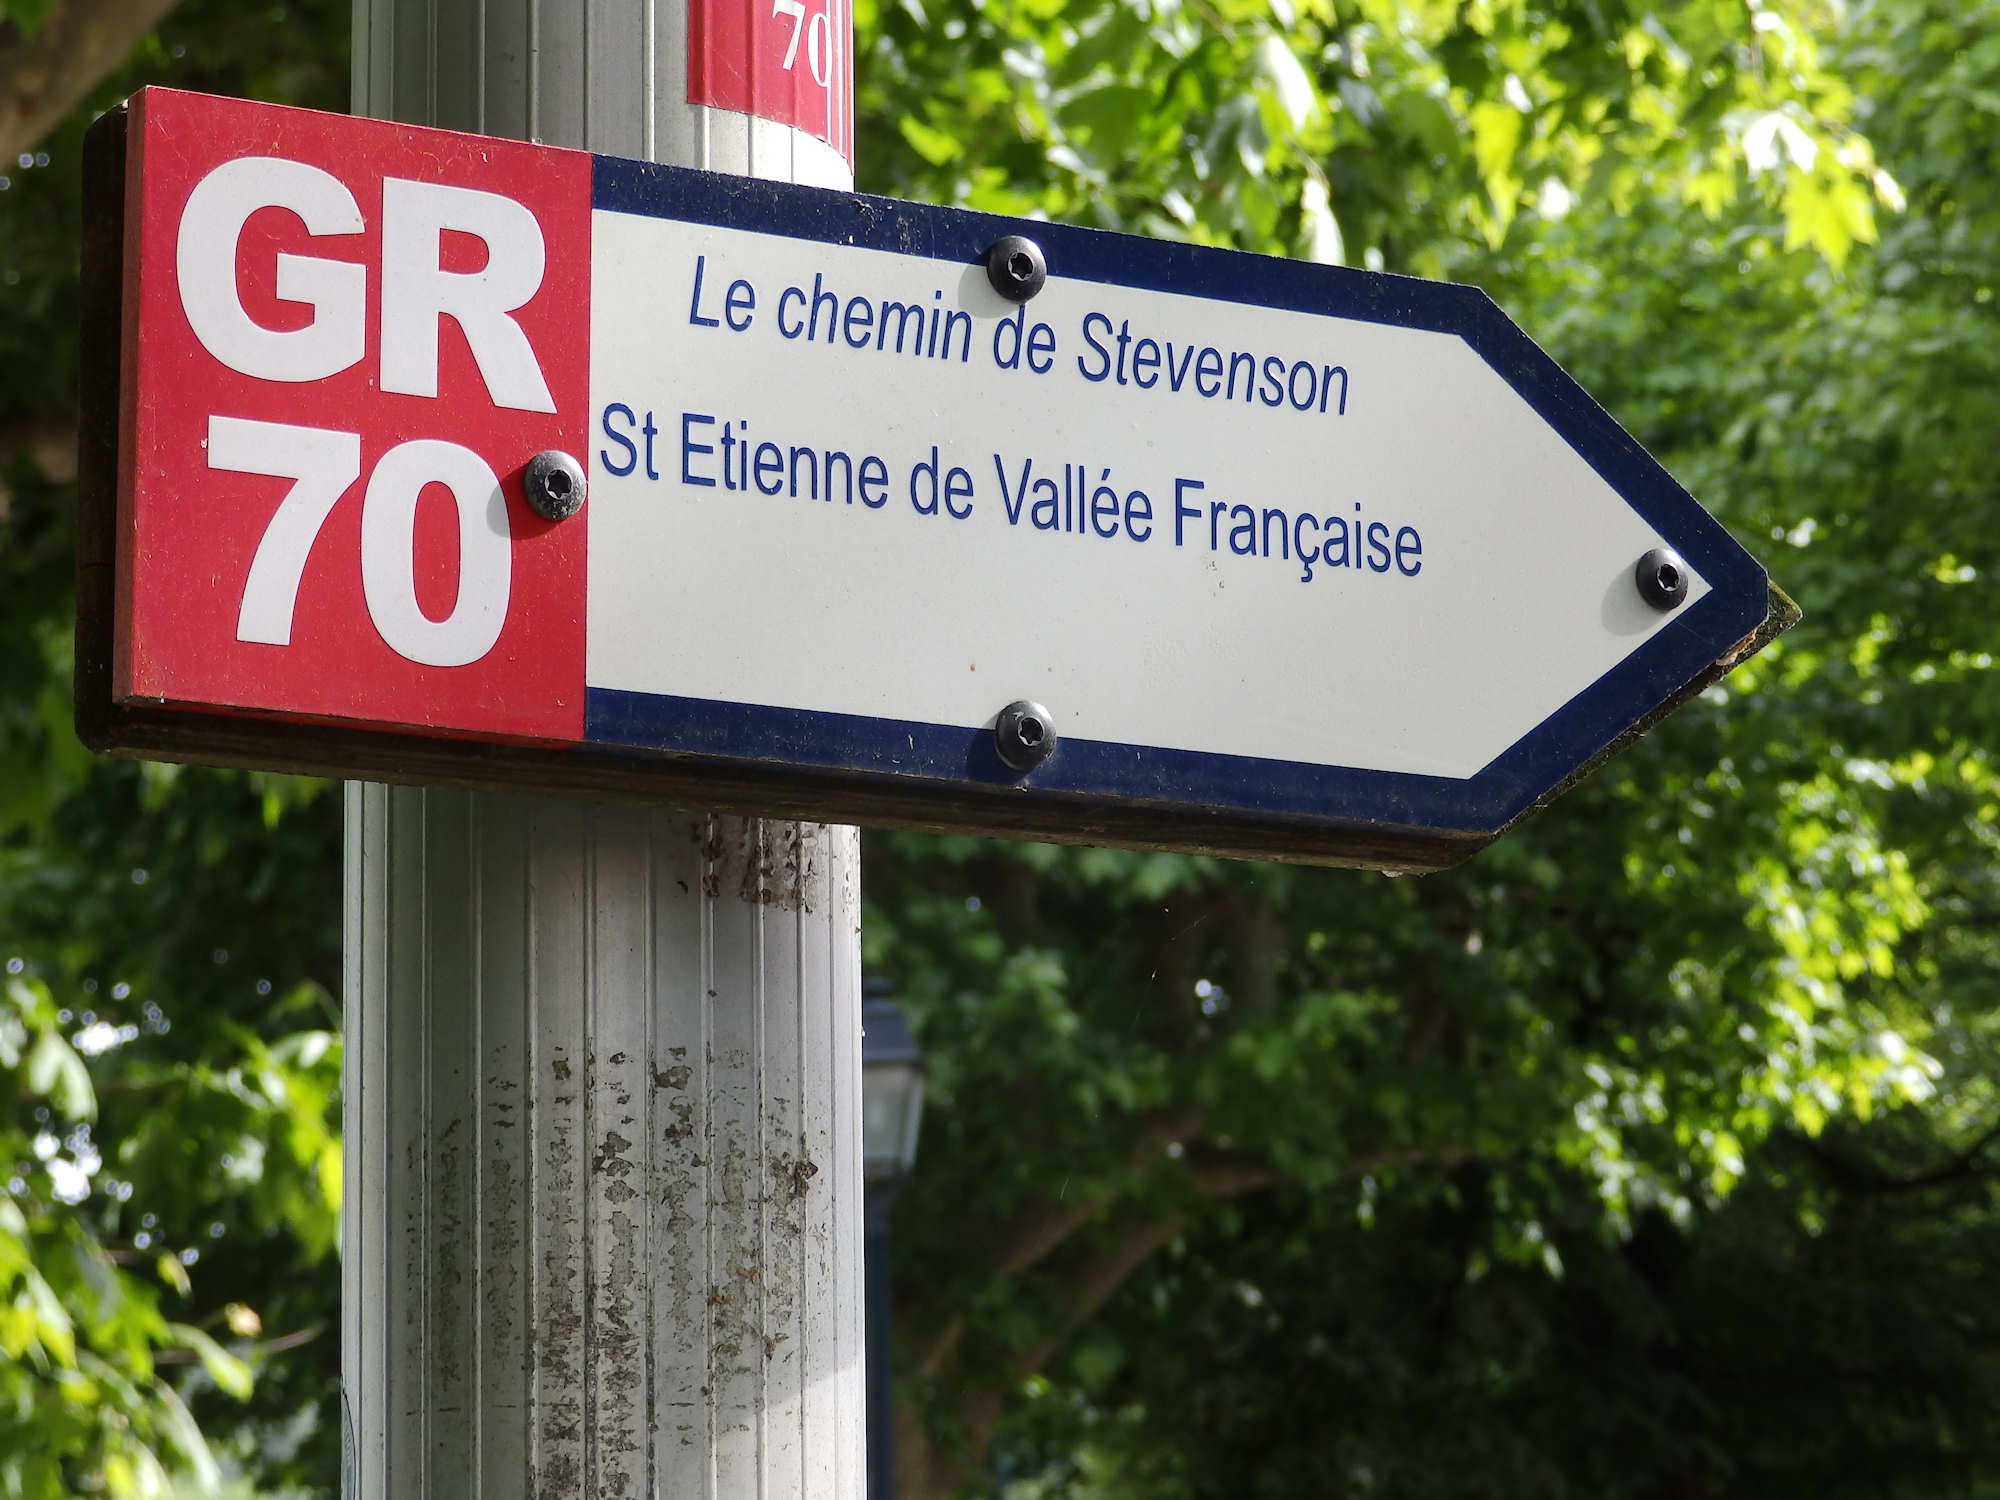 70
GR
70
Le chemin de Stevenson
St Etienne de Vallée Française